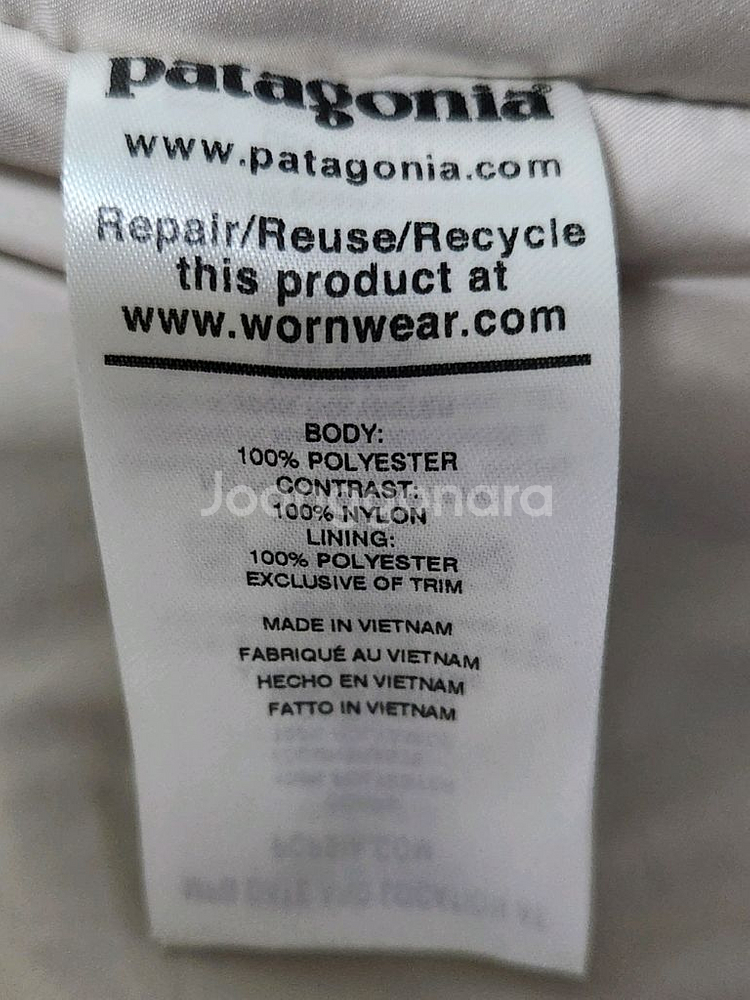 patagonia
www.patagonia.com
Repair/Reuse/Recycle
this product at
www.wornwear.com
BODY:
100% POLYESTER
CONTRAST:
Joonggonara
100% NYLON
LINING:
100% POLYESTER
EXCLUSIVE OF TRIM
MADE IN VIETNAM
FABRIQUÉ AU VIETNAM
HECHO EN VIETNAM
FATTO IN VIETNAM